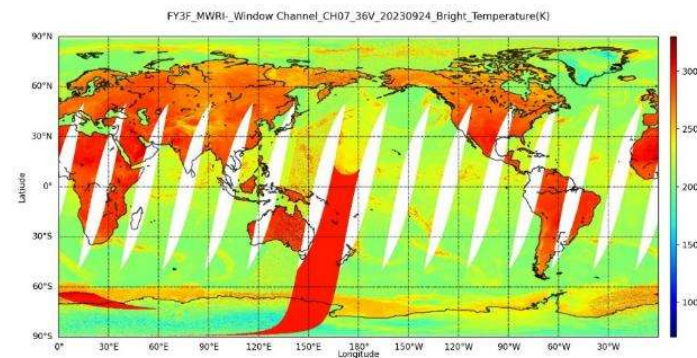 FY3F_MWRI-_Window Channel_CH07_36V_20230924_Bright_Temperature(K)
90°N
60°N
30°N
0°
30°S
60°S
90°S
Latiude
0°
30°E
60°E
90°E
120°E
150°E
180°
150°W
120°W
90°W
60°W
30°W
Longitude
300
250
200
150
100